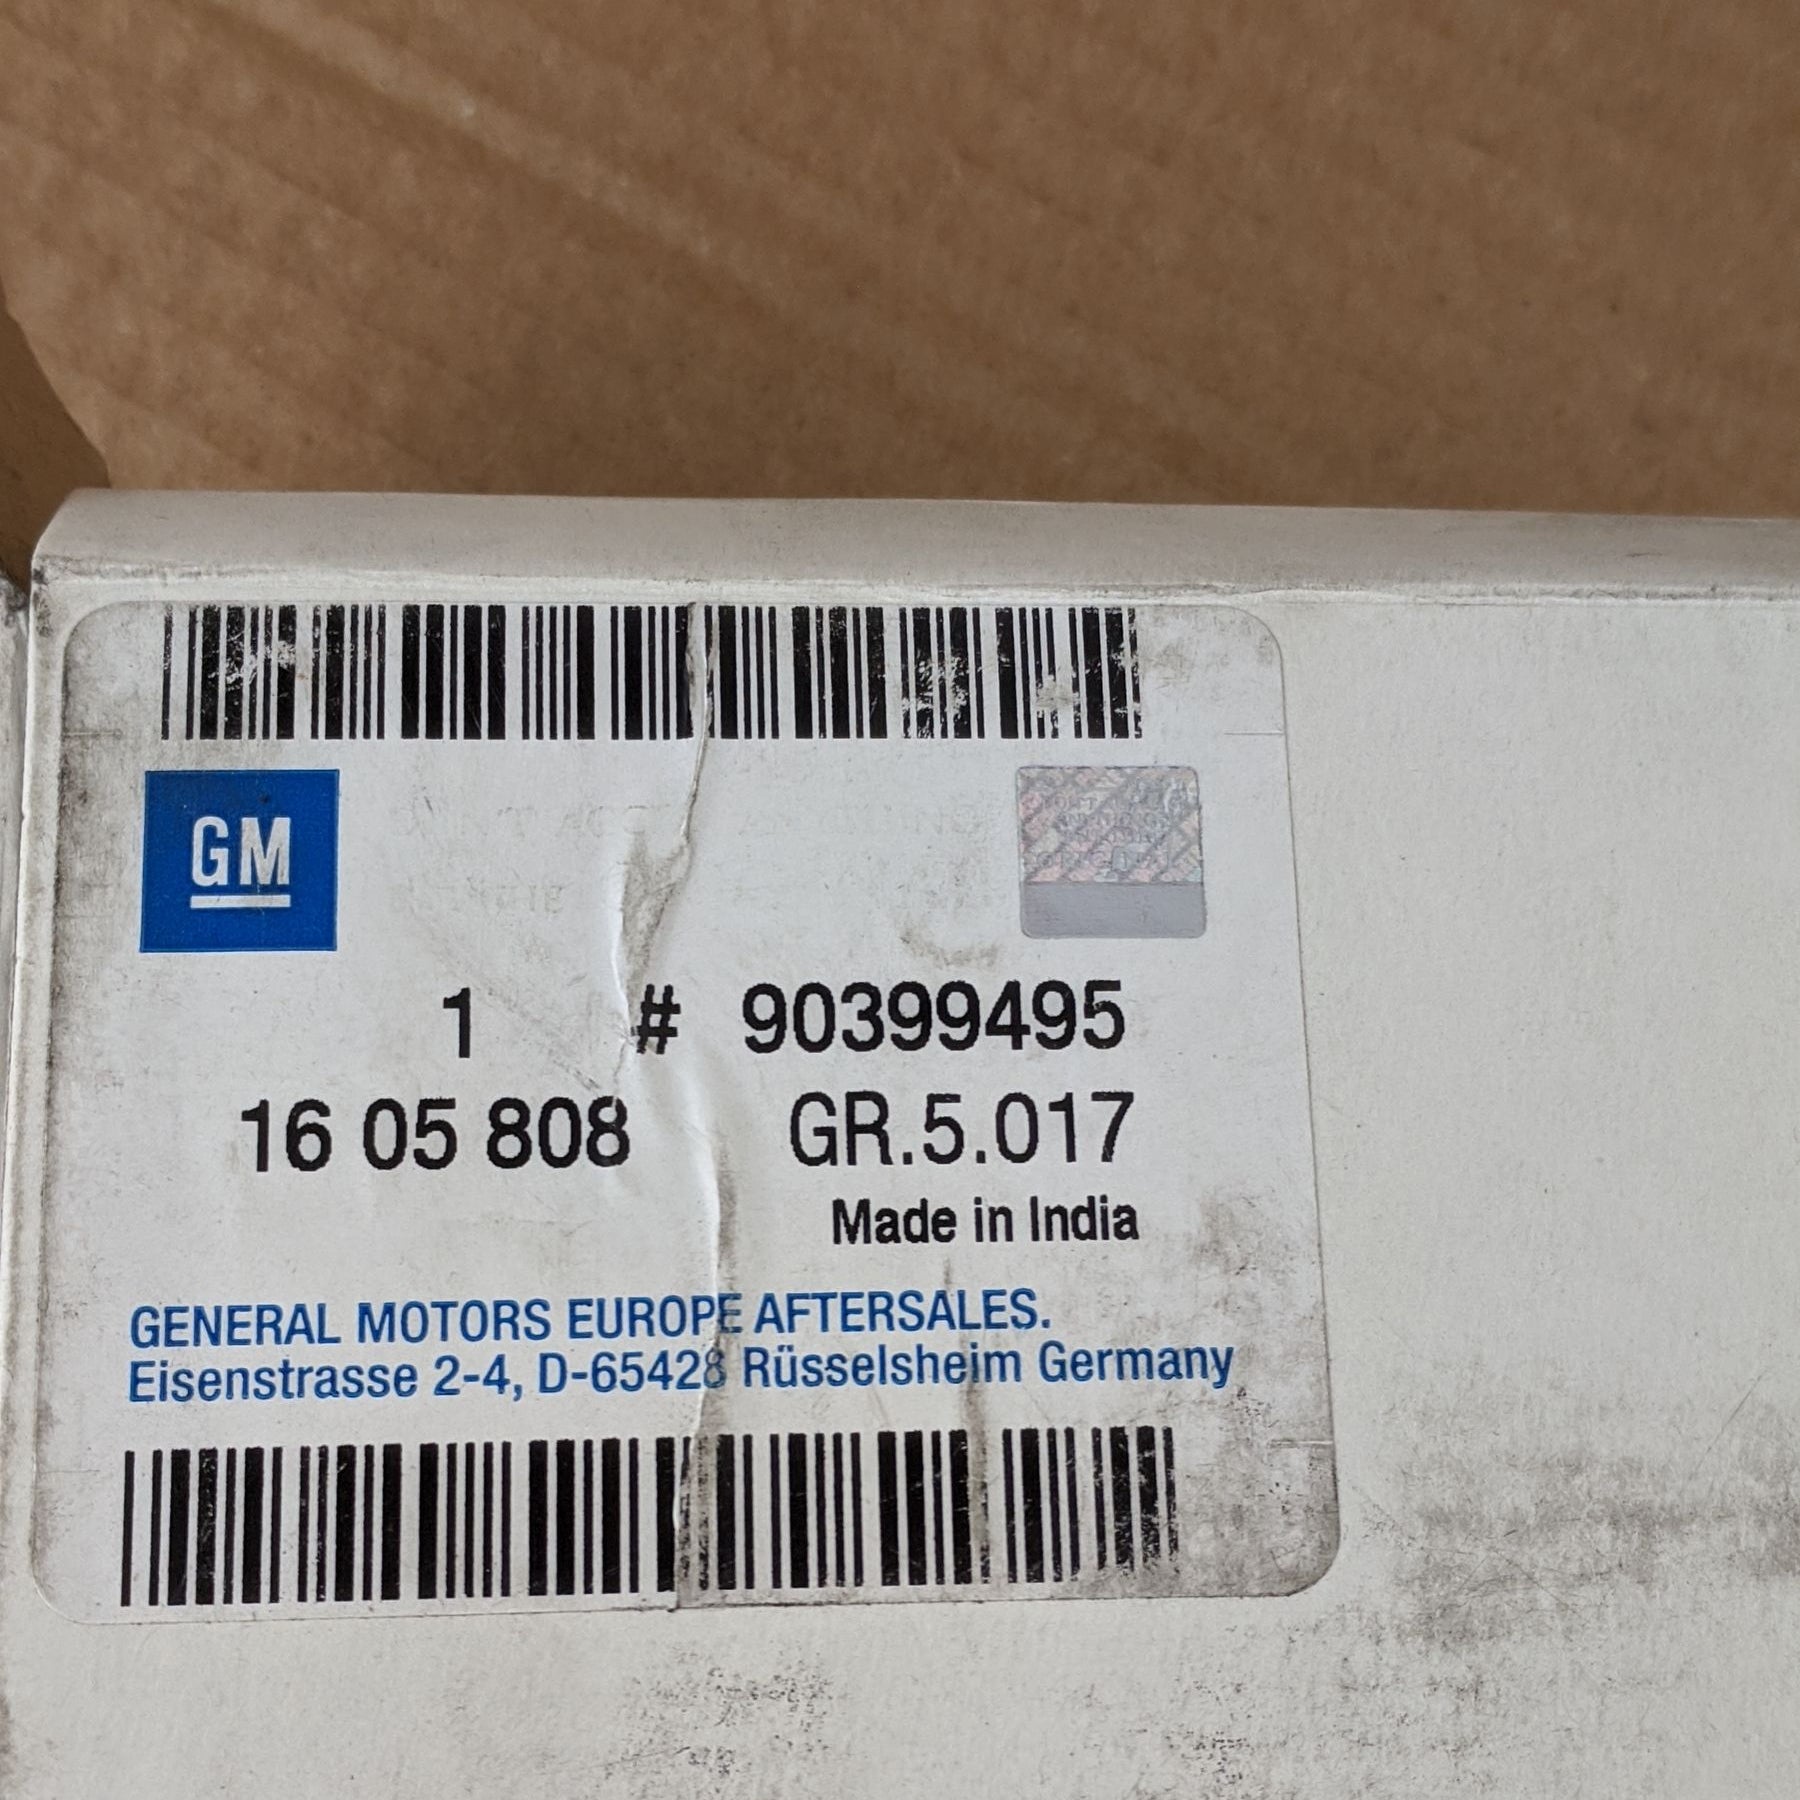 GM
1 # 90399495
16 05 808 GR.5.017
Made in India
GENERAL MOTORS EUROPE AFTERSALES.
Eisenstrasse 2-4, D-65428 Rüsselsheim Germany